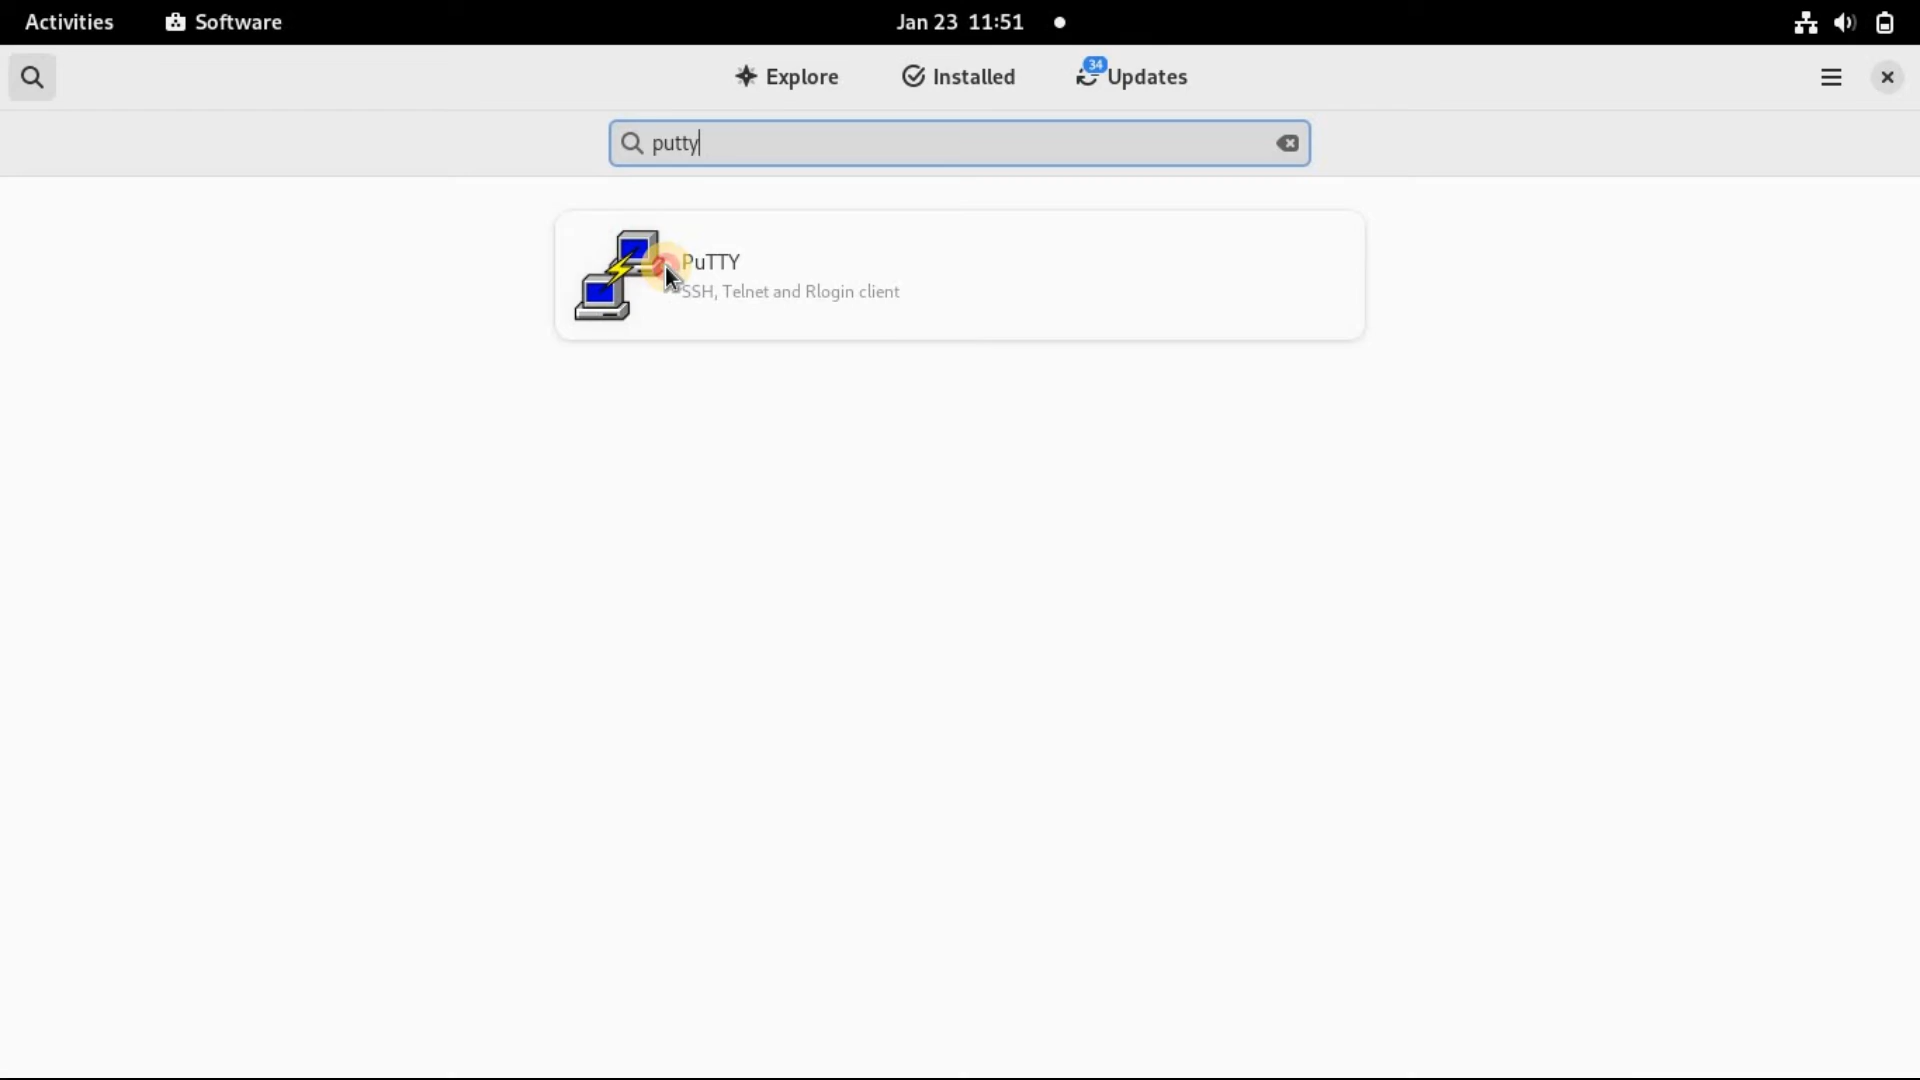 Activities Software Jan 23 11:51
Explore Installed 34 Updates
putty
PuTTY
SSH, Telnet and Rlogin client